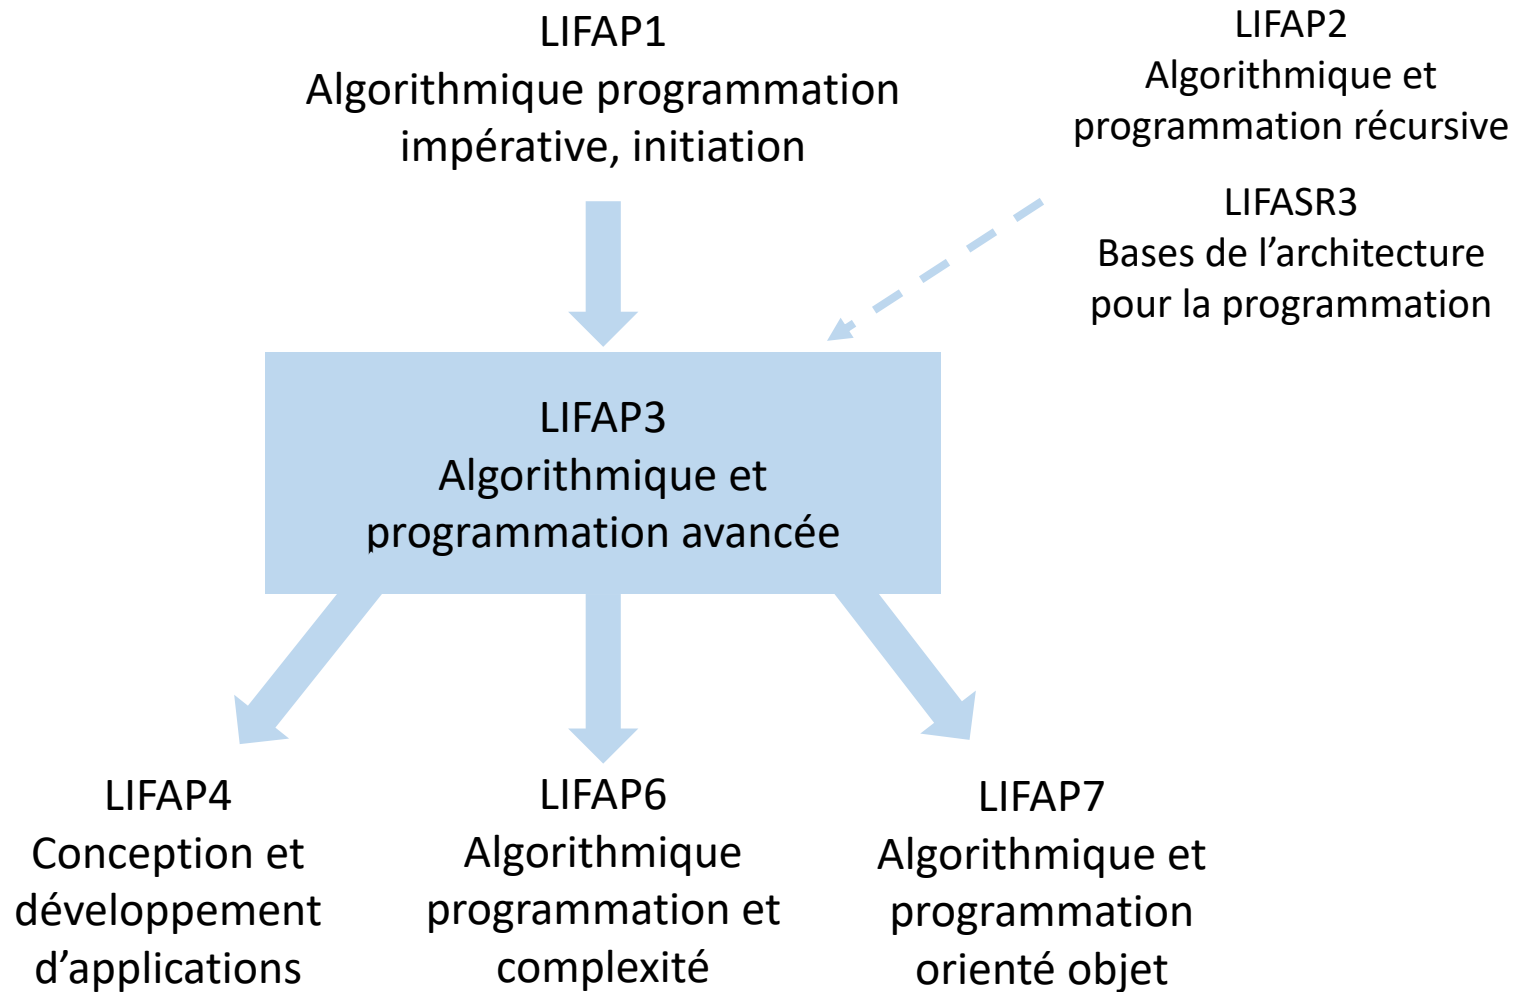 LIFAP1
Algorithmique programmation
impérative, initiation
LIFAP2
Algorithmique et
programmation récursive
LIFASR3
Bases de l’architecture
pour la programmation
LIFAP3
Algorithmique et
programmation avancée
LIFAP4
Conception et
développement
d’applications
LIFAP6
Algorithmique
programmation et
complexité
LIFAP7
Algorithmique et
programmation
orienté objet